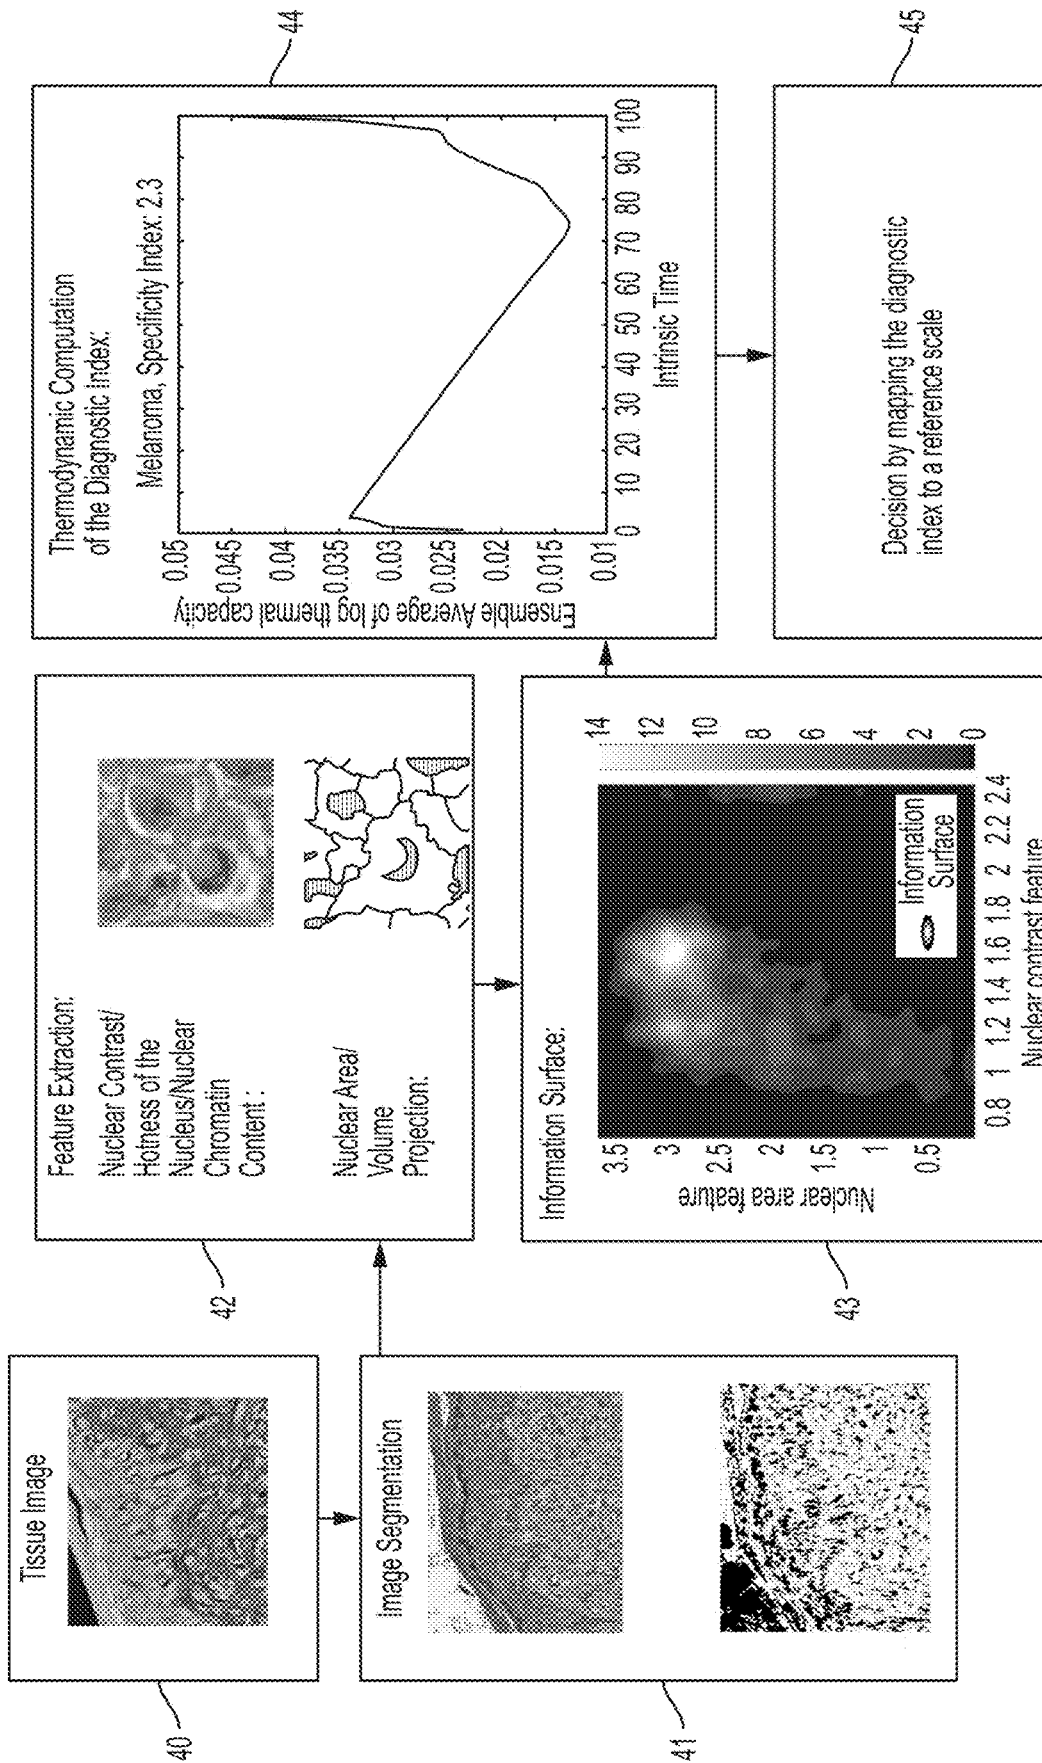 Tissue Image
40
Image Segmentation
41
Feature Extraction:
Nuclear Contrast/
Hotness of the
Nucleus/Nuclear
Chromatin
Content :
Nuclear Area/
Volume
Projection:
42
Information Surface:
Nuclear area feature
3.5
3
2.5
2
1.5
1
0.5
0.8 1 1.2 1.4 1.6 1.8 2 2.2 2.4
Nuclear contrast feature
Information
Surface
14
12
10
8
6
4
2
0
43
Thermodynamic Computation
of the Diagnostic Index:
Melanoma, Specificity Index: 2.3
Ensemble Average of log thermal capacity
0.05
0.045
0.04
0.035
0.03
0.025
0.02
0.015
0.01
0 10 20 30 40 50 60 70 80 90 100
Intrinsic Time
44
Decision by mapping the diagnostic
index to a reference scale
45